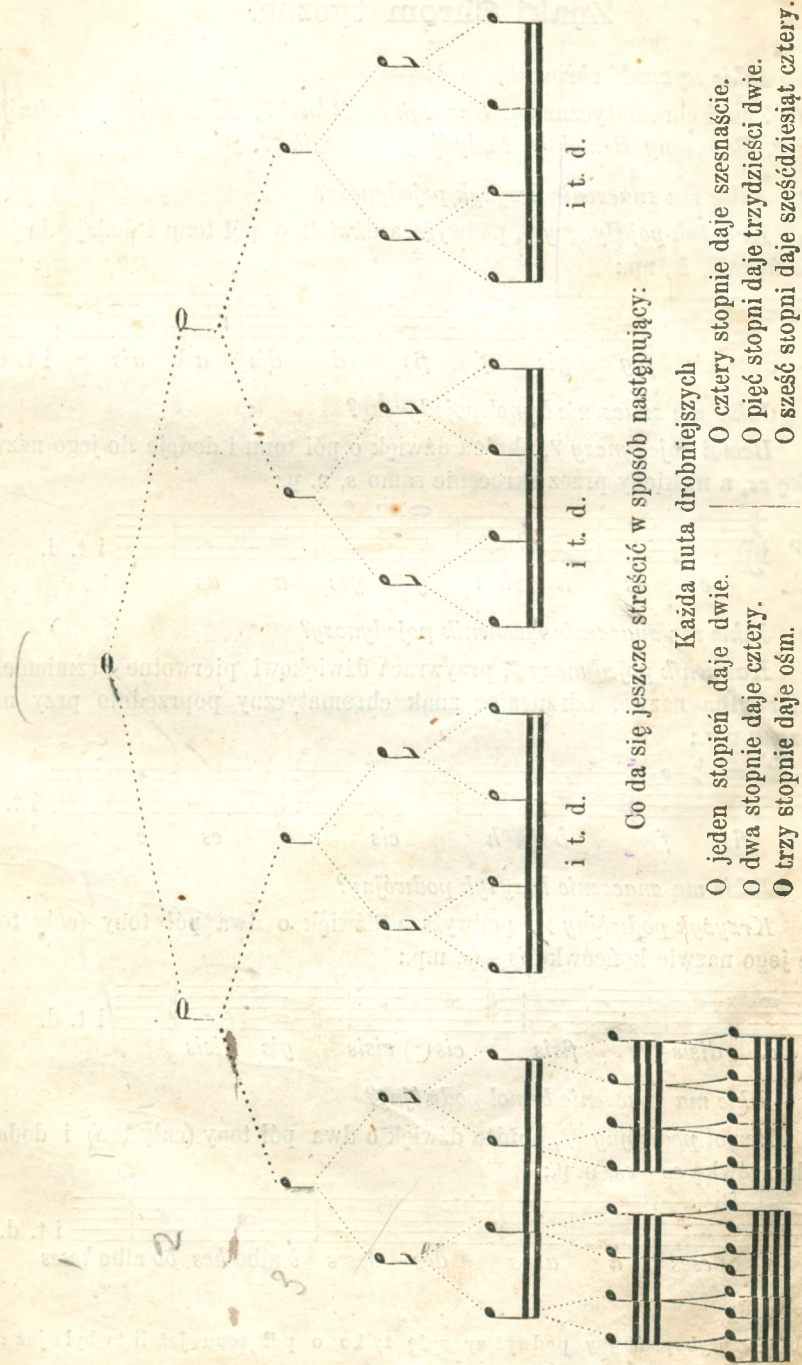 i t. d.
i t. d.
i t. d.
Co da się jeszcze streścić w sposób następujący:
Każda nuta drobniejszych
O jeden stopień daje dwie.
O dwa stopnie daje cztery.
O trzy stopnie daje ośm.
O cztery stopnie daje szesnaście.
O pięć stopni daje trzydzieści dwie.
O sześć stopni daje sześćdziesiąt cztery.